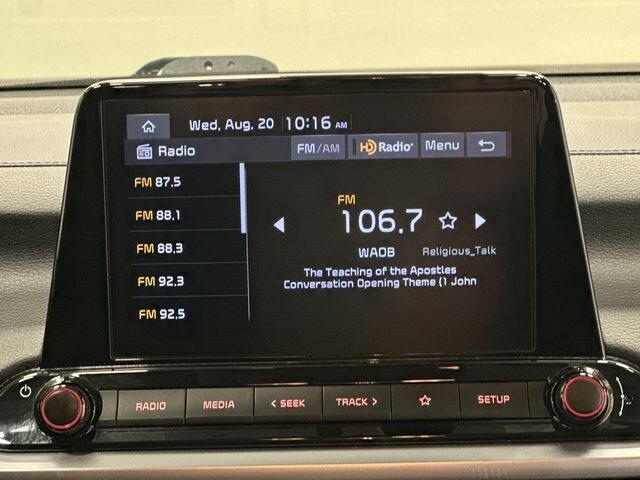 Wed, Aug. 20 10:16 AM
Radio FM/AM HD Radio Menu
FM 87.5
FM 88.1
FM 88.3
FM 92.3
FM 92.5
FM
106.7
WAOB Religious_Talk
The Teaching of the Apostles
Conversation Opening Theme (1 John
RADIO MEDIA < SEEK TRACK > SETUP